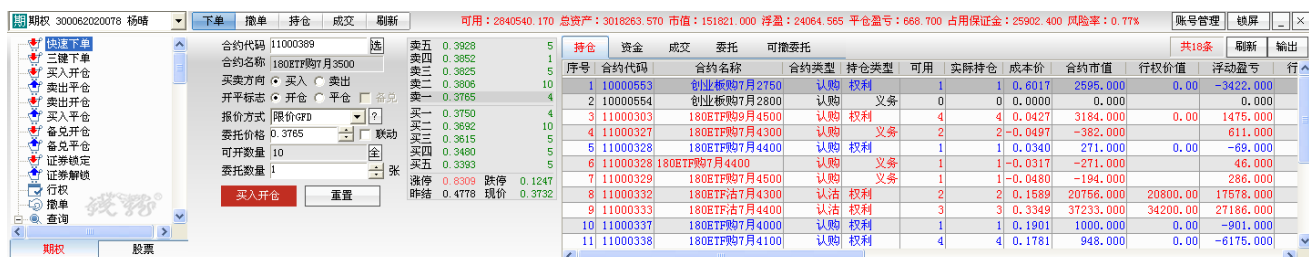 期 期权 300062020078 杨晴 下单 撤单 持仓 成交 刷新 可用：2840540.170 总资产：3018263.570 市值：151821.000 浮盈：24064.565 平仓盈亏：668.700 占用保证金：25902.400 风险率：0.77% 账号管理 锁屏
快速下单
三键下单
买入开仓
卖出平仓
卖出开仓
买入平仓
备兑开仓
备兑平仓
证券锁定
证券解锁
行权
撤单
查询
期权 股票
合约代码 11000389 选
合约名称 180ETF购7月3500
买卖方向 买入 卖出
开平标志 开仓 平仓 备兑
报价方式 限价GFD ?
委托价格 0.3765 联动
可开数量 10 全
委托数量 1 张
买入开仓 重置
卖五 0.3928 5
卖四 0.3852 1
卖三 0.3825 5
卖二 0.3806 10
卖一 0.3765 4
买一 0.3750 4
买二 0.3692 10
买三 0.3615 5
买四 0.3480 5
买五 0.3393 5
涨停 0.8309 跌停 0.1247
昨结 0.4778 现价 0.3732
持仓 资金 成交 委托 可撤委托 共18条 刷新 输出
序号 合约代码 合约名称 合约类型 持仓类型 可用 实际持仓 成本价 合约市值 行权价值 浮动盈亏 行
1 10000553 创业板购7月2750 认购 权利 1 1 0.6017 2595.000 0.00 -3422.000
2 10000554 创业板购7月2800 认购 义务 0 0 0.0000 0.000 0.000
3 11000303 180ETF购9月4500 认购 权利 4 4 0.0427 3184.000 0.00 1475.000
4 11000327 180ETF购7月4300 认购 义务 2 2 -0.0497 -382.000 611.000
5 11000328 180ETF购7月4400 认购 权利 1 1 0.0340 271.000 0.00 -69.000
6 11000328 180ETF购7月4400 认购 义务 1 1 -0.0317 -271.000 46.000
7 11000329 180ETF购7月4500 认购 义务 1 1 -0.0480 -194.000 286.000
8 11000332 180ETF沽7月4300 认沽 权利 2 2 0.1589 20756.000 20800.00 17578.000
9 11000333 180ETF沽7月4400 认沽 权利 3 3 0.3349 37233.000 34200.00 27186.000
10 11000337 180ETF购7月4000 认购 权利 1 1 0.1901 1000.000 0.00 -901.000
11 11000338 180ETF购7月4100 认购 权利 4 4 0.1781 948.000 0.00 -6175.000